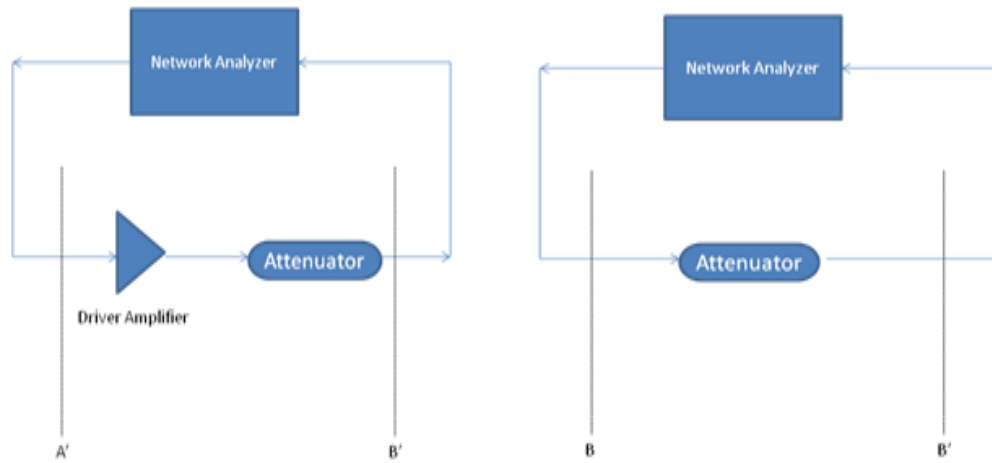 Network Analyzer
Attenuator
Driver Amplifier
A'
B'
Network Analyzer
Attenuator
B
B'